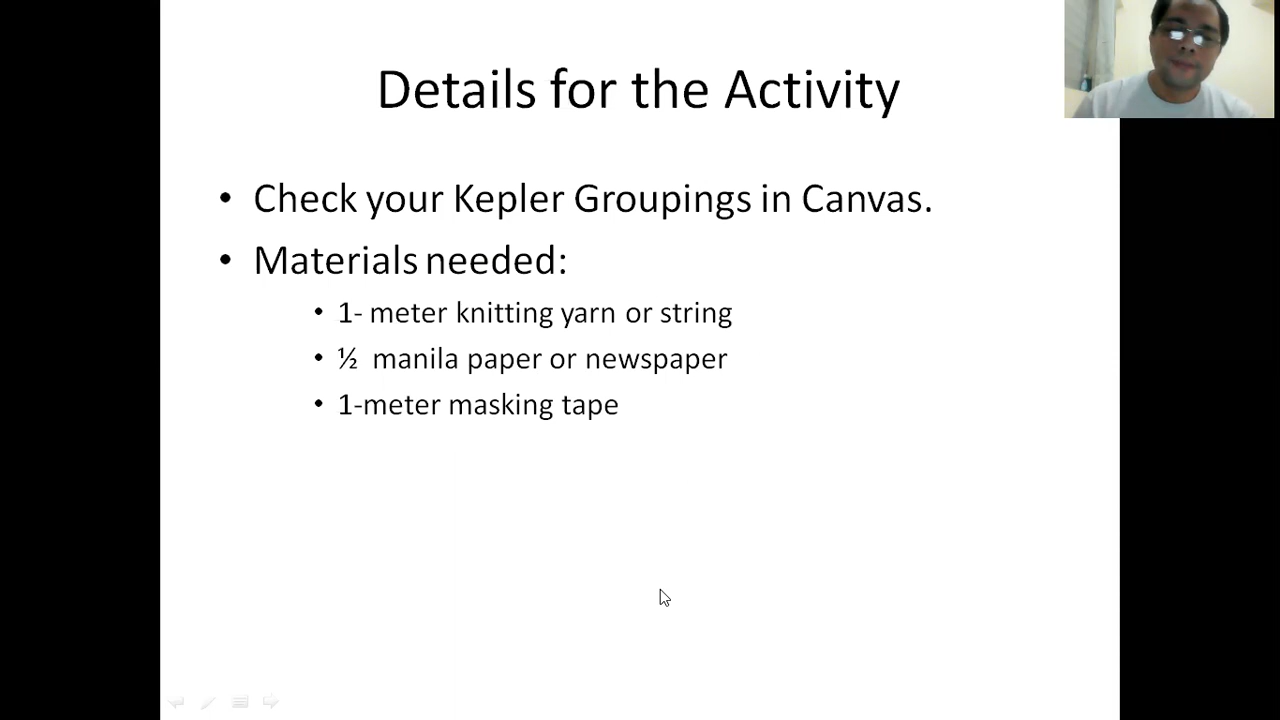 Details for the Activity
• Check your Kepler Groupings in Canvas.
• Materials needed:
• 1- meter knitting yarn or string
• ½ manila paper or newspaper
• 1-meter masking tape